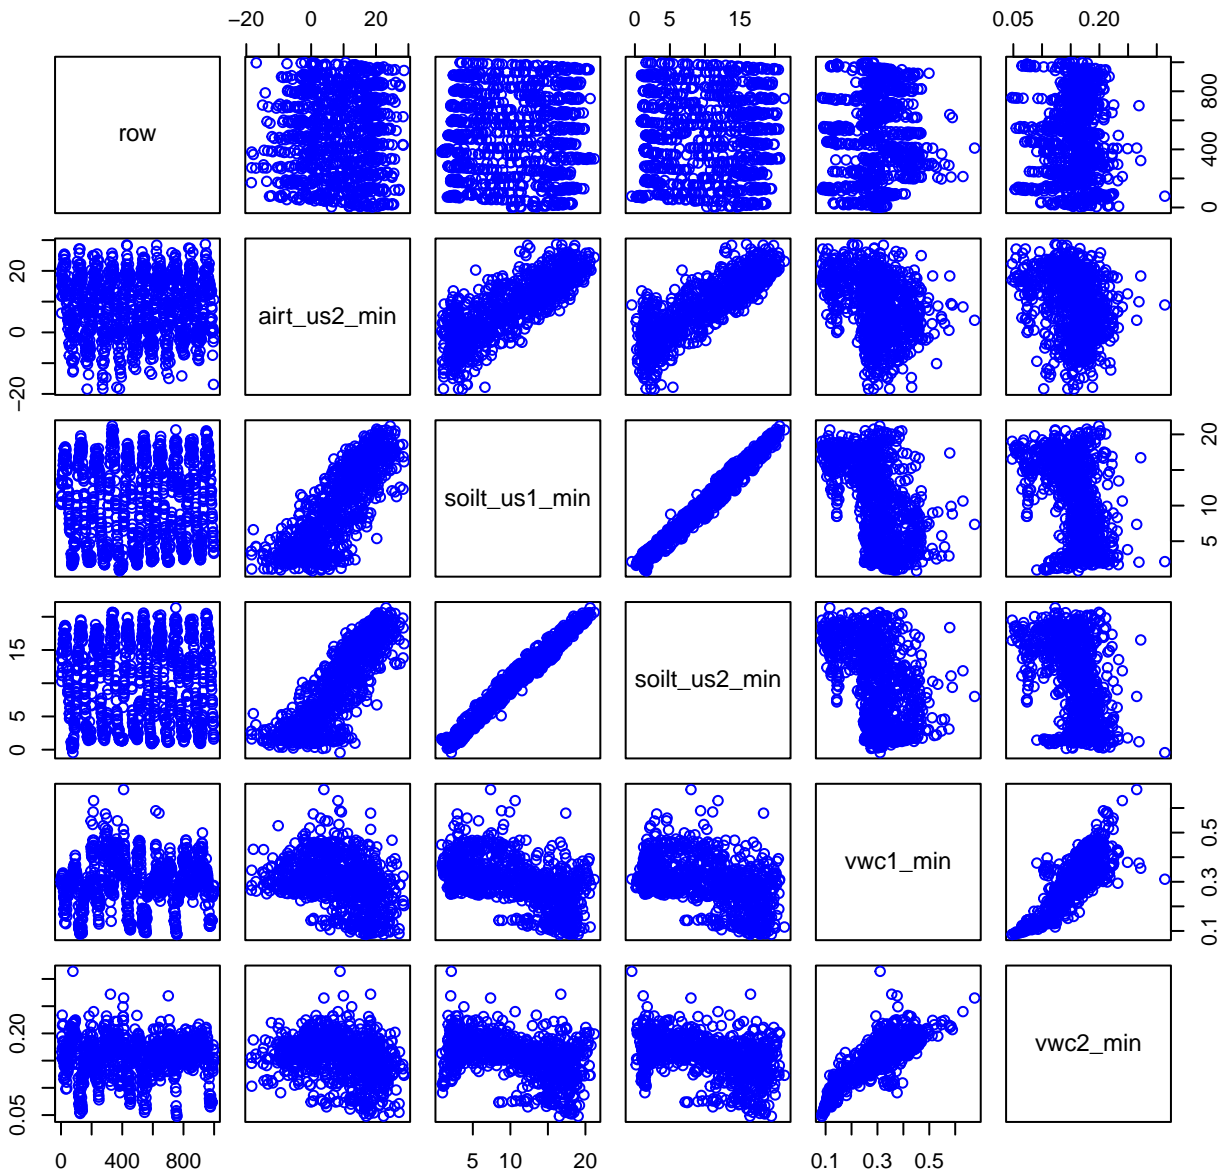 −20 0 20 0 5 15 0.05 0.20
row 0 400 800
−20 0 20 airt_us2_min
soilt_us1_min 5 10 20
0 5 15 soilt_us2_min
vwc1_min 0.1 0.3 0.5
0.05 0.20 vwc2_min
0 400 800 5 10 20 0.1 0.3 0.5